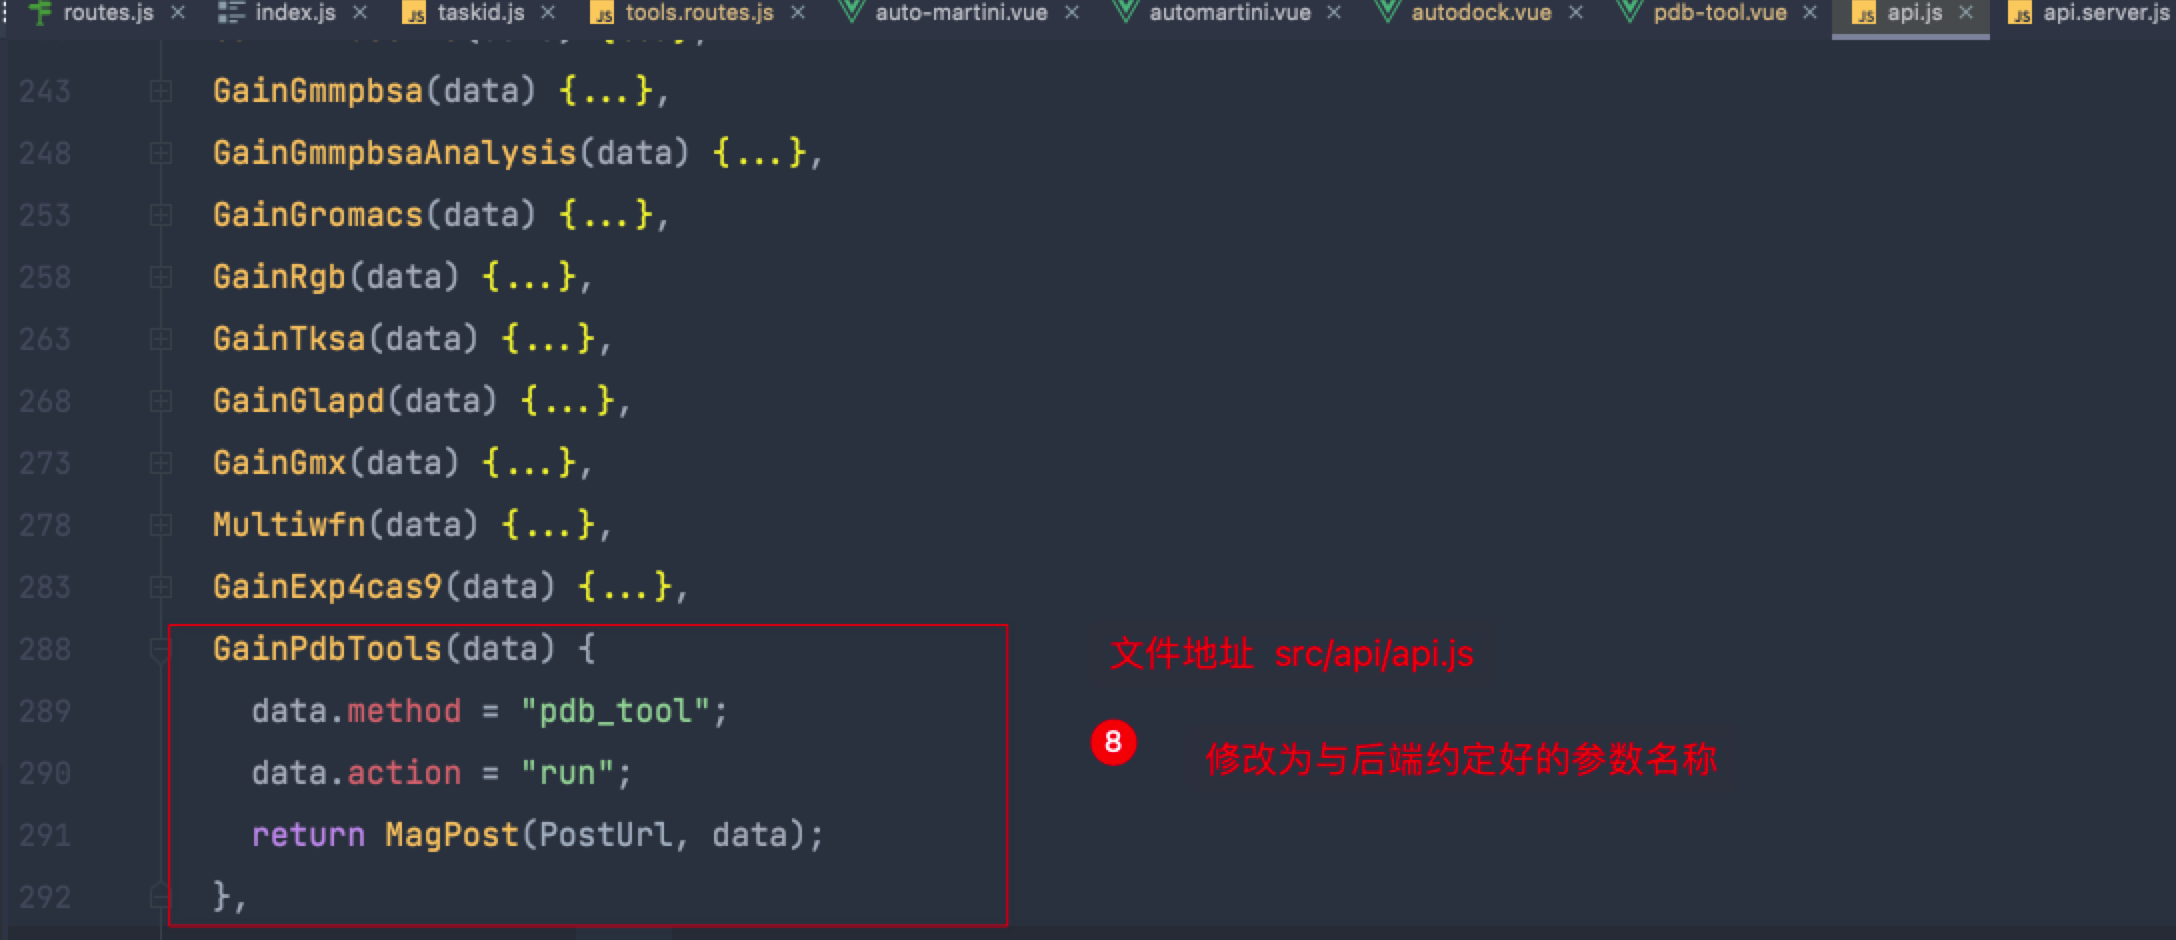 routes.js × index.js × taskid.js × tools.routes.js × auto-martini.vue × automartini.vue × autodock.vue × pdb-tool.vue × api.js × api.server.js
243 GainGmmpbsa(data) {...},
248 GainGmmpbsaAnalysis(data) {...},
253 GainGromacs(data) {...},
258 GainRgb(data) {...},
263 GainTksa(data) {...},
268 GainGlapd(data) {...},
273 GainGmx(data) {...},
278 Multiwfn(data) {...},
283 GainExp4cas9(data) {...},
288 GainPdbTools(data) {
文件地址 src/api/api.js
289 data.method = "pdb_tool";
8 修改为与后端约定好的参数名称
290 data.action = "run";
291 return MagPost(PostUrl, data);
292 },